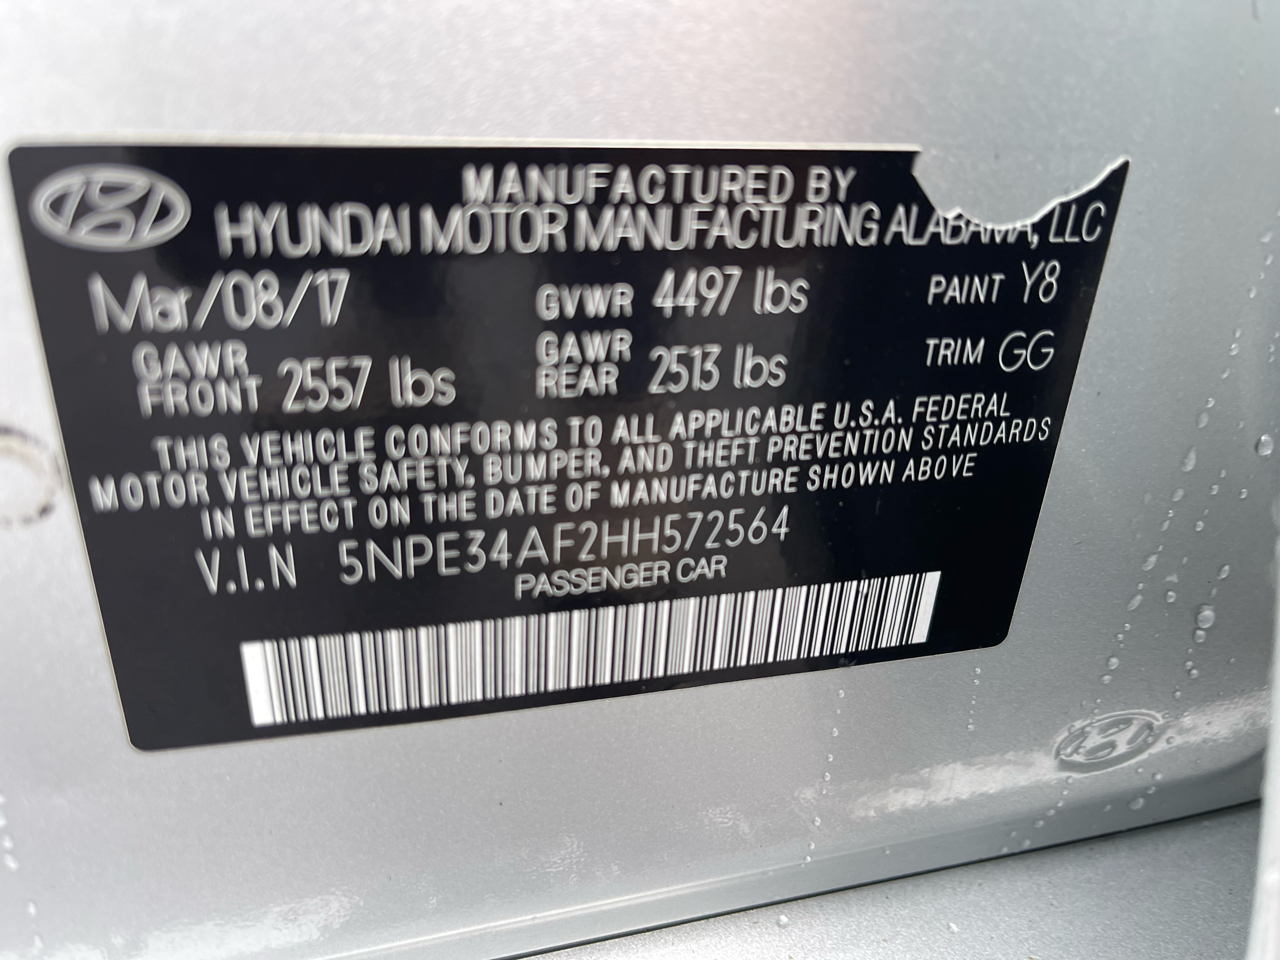 MANUFACTURED BY
HYUNDAI MOTOR MANUFACTURING ALABAMA, LLC
Mar/08/17 GVWR 4497 lbs PAINT Y8
GAWR FRONT 2557 lbs GAWR REAR 2513 lbs TRIM GG
THIS VEHICLE CONFORMS TO ALL APPLICABLE U.S.A. FEDERAL
MOTOR VEHICLE SAFETY, BUMPER, AND THEFT PREVENTION STANDARDS
IN EFFECT ON THE DATE OF MANUFACTURE SHOWN ABOVE
V.I.N 5NPE34AF2HH572564
PASSENGER CAR